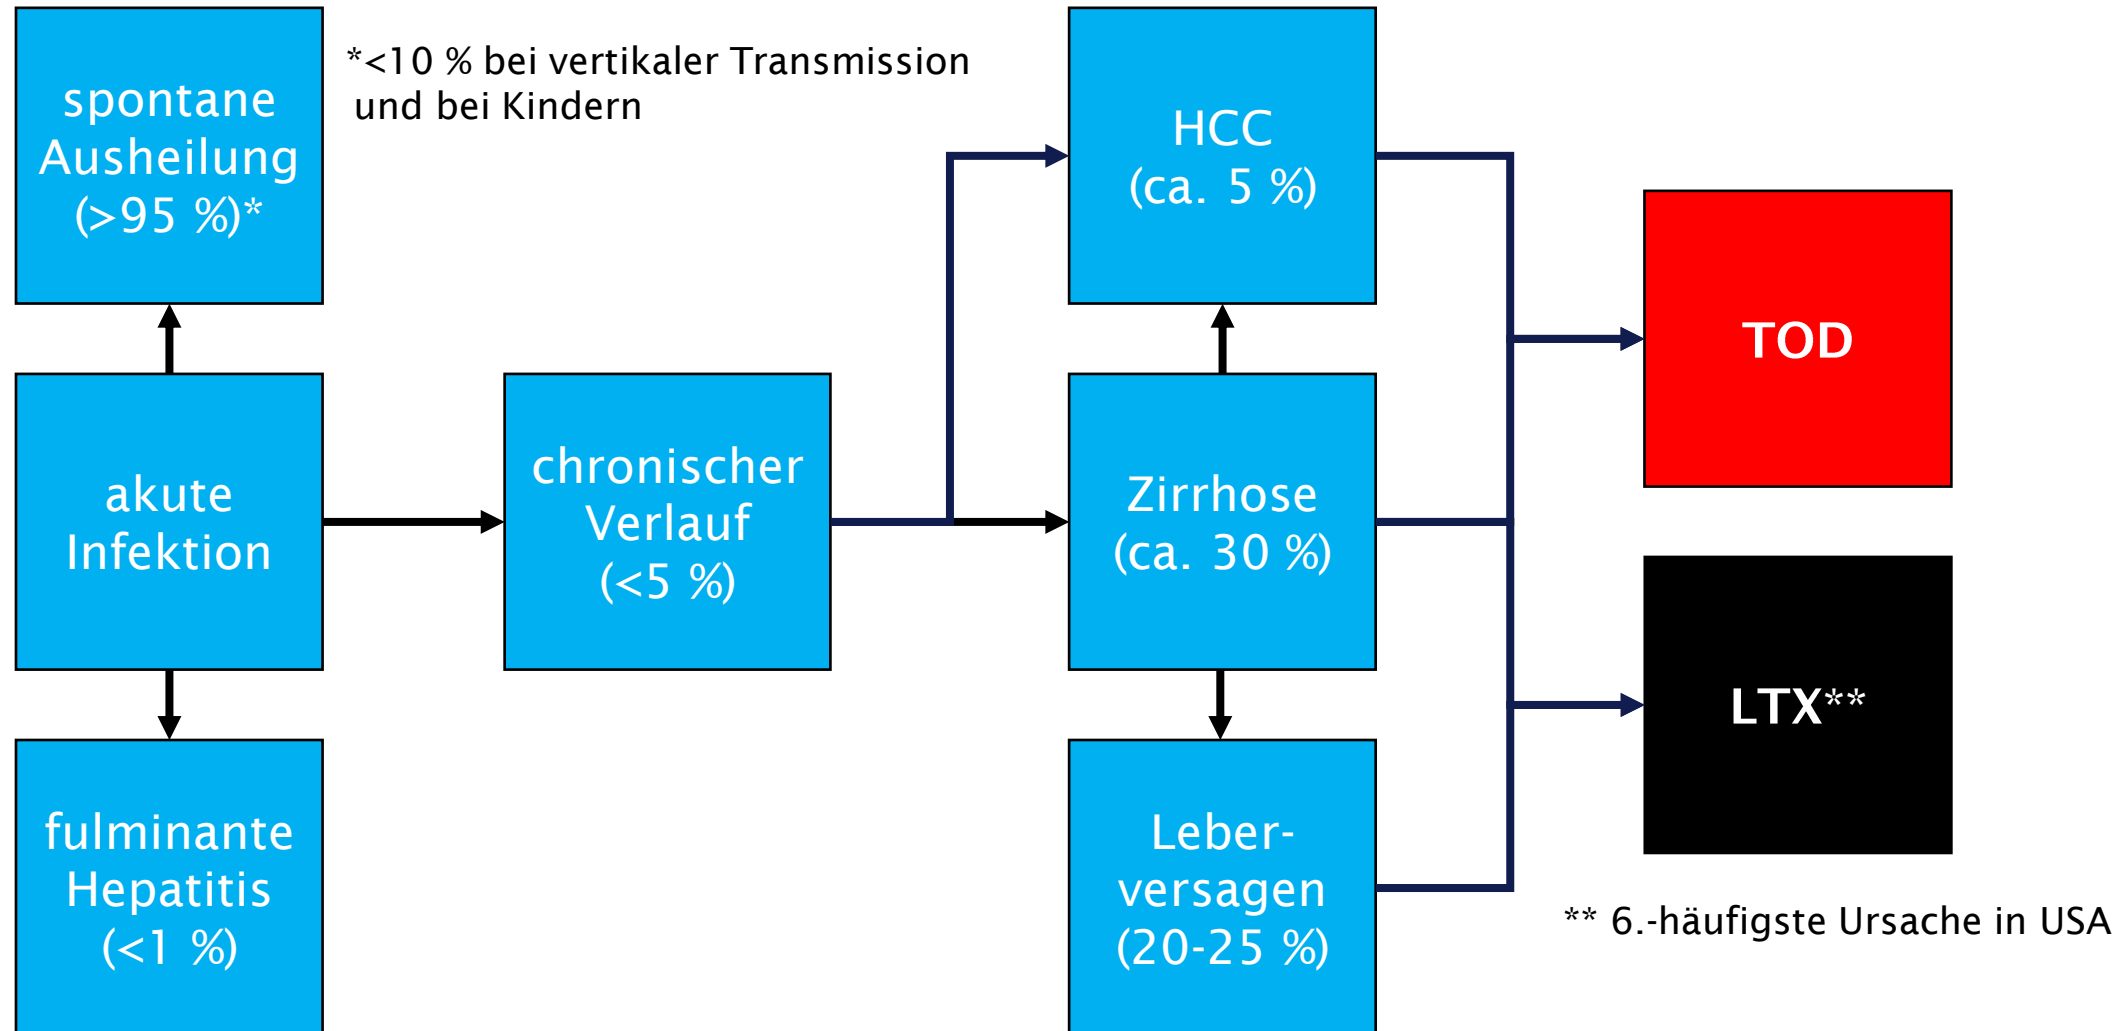 spontane
Ausheilung
(>95 %)*
*<10 % bei vertikaler Transmission
und bei Kindern
HCC
(ca. 5 %)
TOD
akute
Infektion
chronischer
Verlauf
(<5 %)
Zirrhose
(ca. 30 %)
LTX**
fulminante
Hepatitis
(<1 %)
Leber-
versagen
(20-25 %)
** 6.-häufigste Ursache in USA